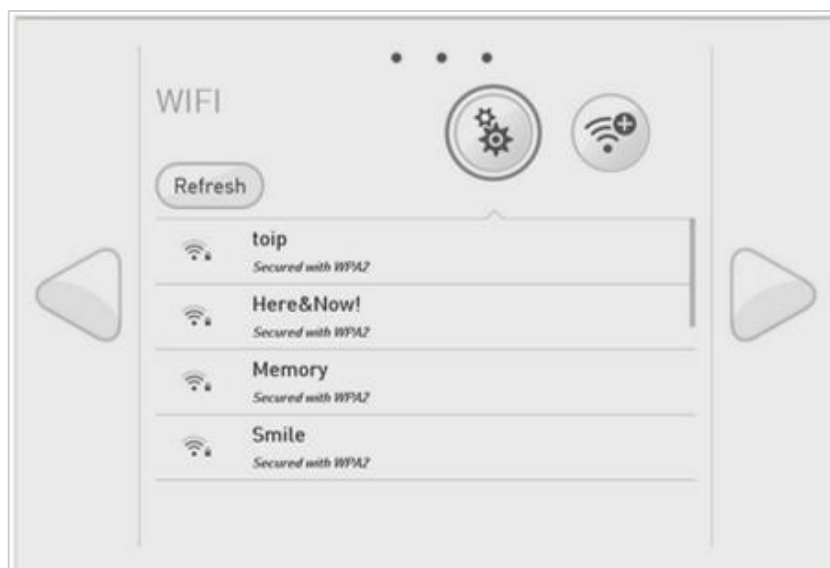 WIFI
Refresh
toip
Secured with WPA2
Here&Now!
Secured with WPA2
Memory
Secured with WPA2
Smile
Secured with WPA2